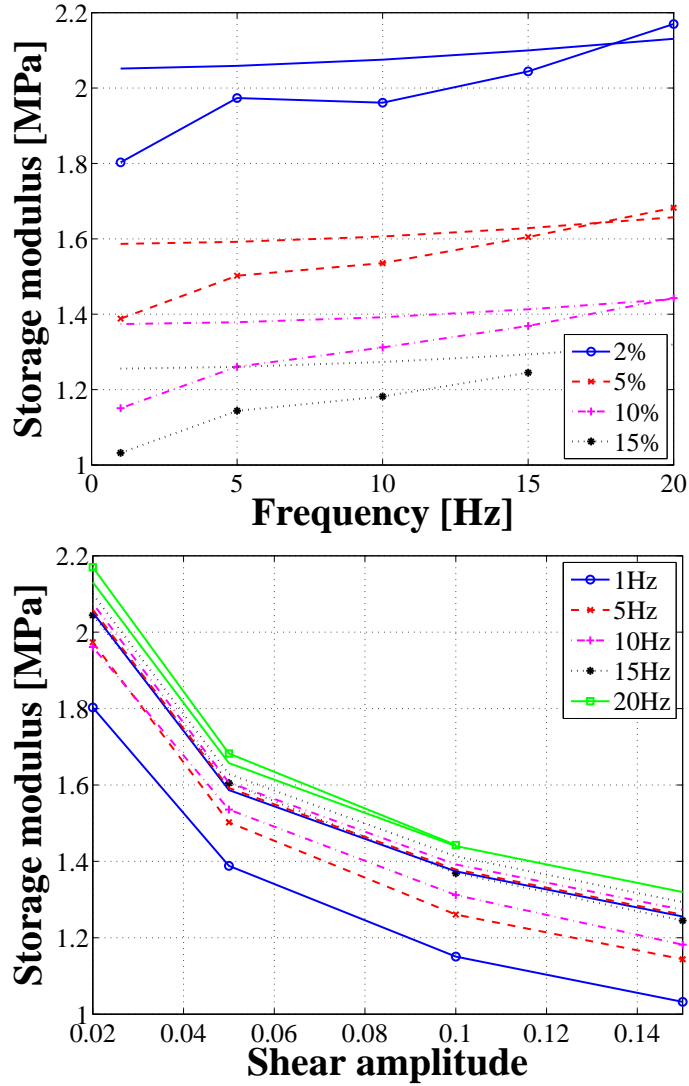 2.2
2
1.8
1.6
1.4
1.2
1
Storage modulus [MPa]
0 5 10 15 20
Frequency [Hz]
2%
5%
10%
15%
2.2
2
1.8
1.6
1.4
1.2
1
Storage modulus [MPa]
0.02 0.04 0.06 0.08 0.1 0.12 0.14
Shear amplitude
1Hz
5Hz
10Hz
15Hz
20Hz